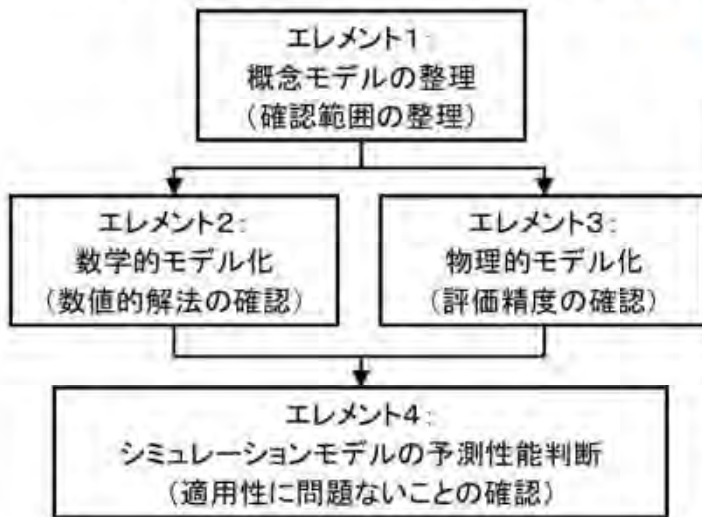 エレメント1:
概念モデルの整理
(確認範囲の整理)
エレメント2:
数学的モデル化
(数値的解法の確認)
エレメント3:
物理的モデル化
(評価精度の確認)
エレメント4:
シミュレーションモデルの予測性能判断
(適用性に問題ないことの確認)